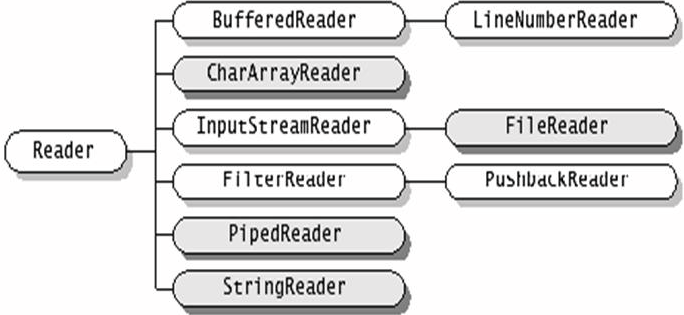 BufferedReader
LineNumberReader
CharArrayReader
InputStreamReader
FileReader
Reader
FilterReader
PushbackReader
PipedReader
StringReader